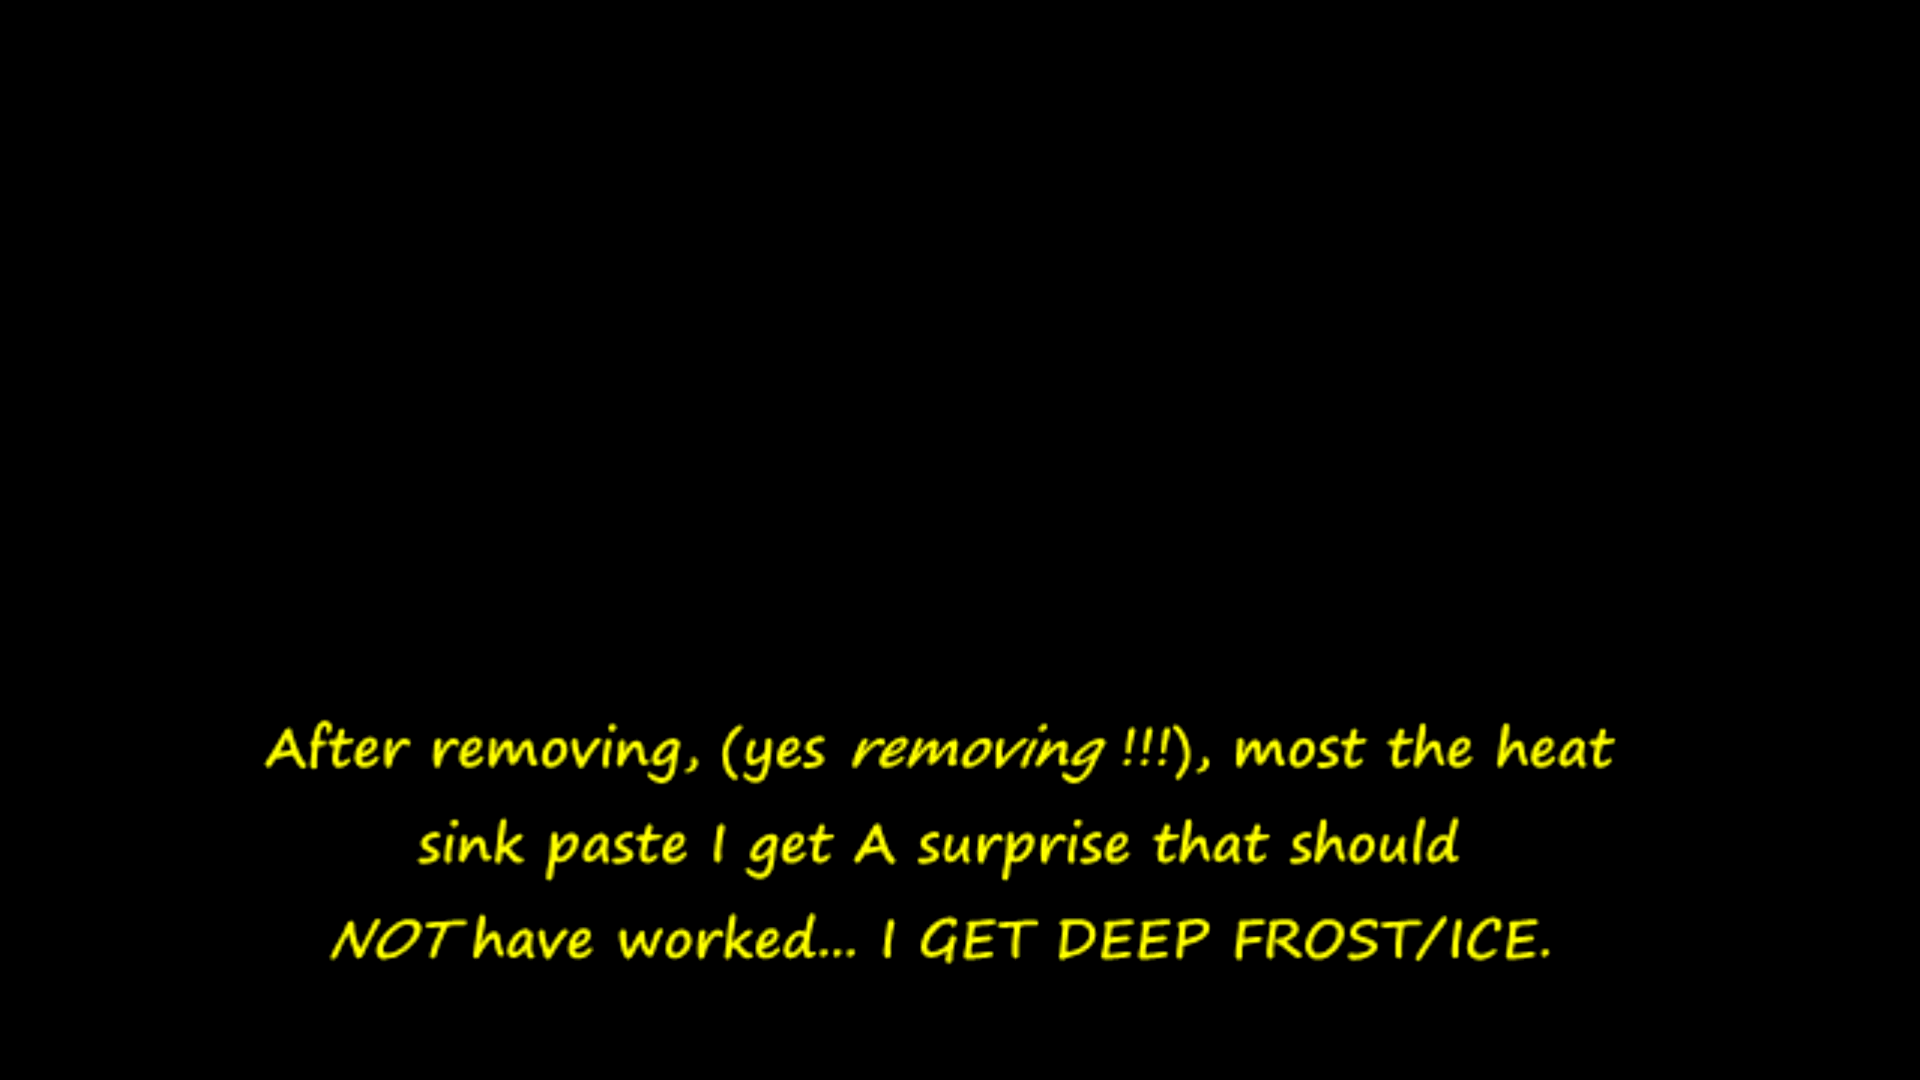 After removing, (yes removing !!!), most the heat
sink paste I get A surprise that should
NOT have worked... I GET DEEP FROST/ICE.